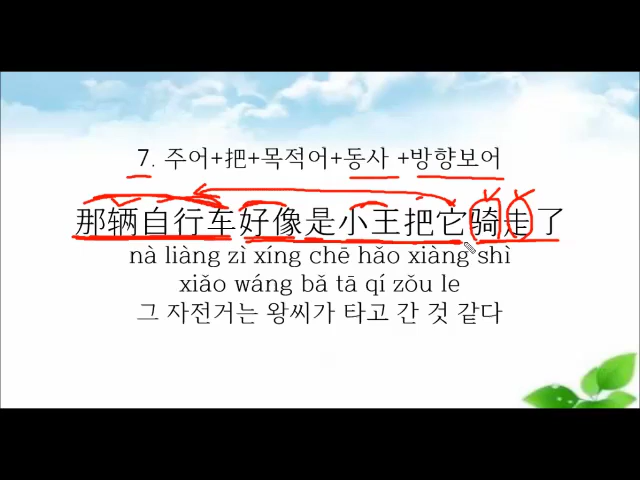 7. 주어+把+목적어+동사 +방향보어
那辆自行车好像是小王把它骑走了
nà liàng zì xíng chē hǎo xiàng shì
xiǎo wáng bǎ tā qí zǒu le
그 자전거는 왕씨가 타고 간 것 같다